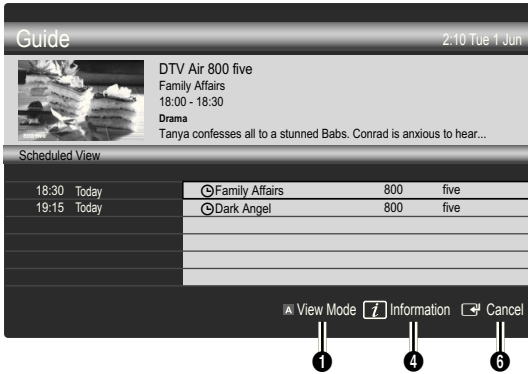 Guide 2:10 Tue 1 Jun
DTV Air 800 five
Family Affairs
18:00 - 18:30
Drama
Tanya confesses all to a stunned Babs. Conrad is anxious to hear...
Scheduled View
18:30 Today Family Affairs 800 five
19:15 Today Dark Angel 800 five
A View Mode i Information Cancel
1 4 6